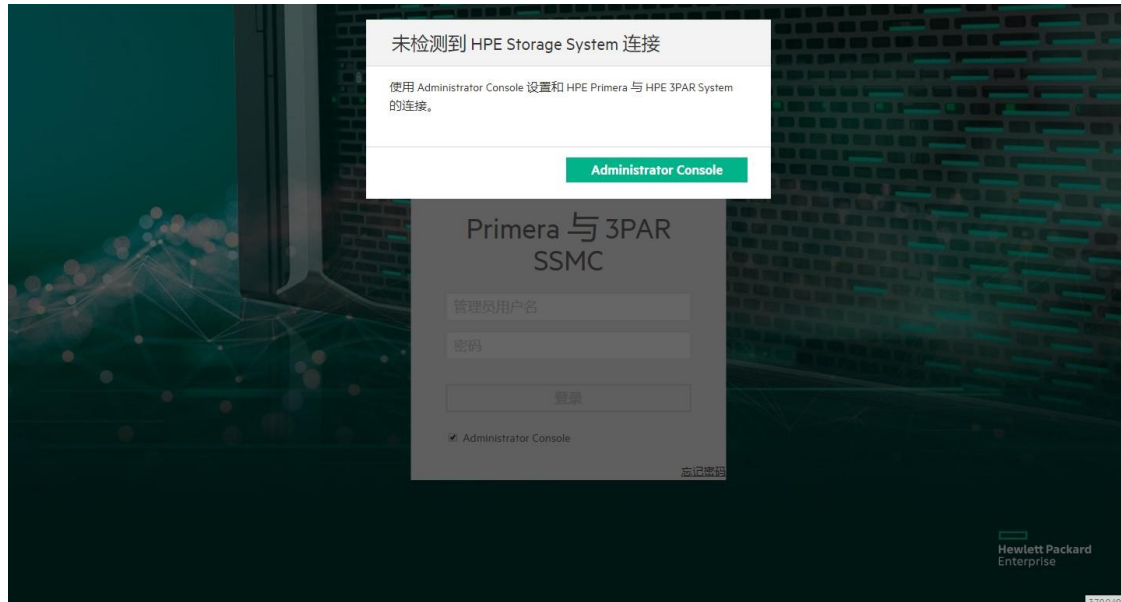 未检测到 HPE Storage System 连接
使用 Administrator Console 设置和 HPE Primera 与 HPE 3PAR System
的连接。
Administrator Console
Primera 与 3PAR
SSMC
管理员用户名
密码
登录
Administrator Console
忘记密码
Hewlett Packard
Enterprise